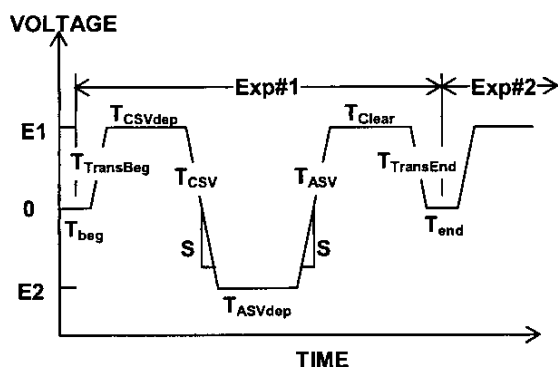 VOLTAGE
Exp#1
Exp#2
E1
T_CSVdep
T_Clear
T_TransBeg
T_CSV
T_ASV
T_TransEnd
0
T_beg
T_end
S
S
E2
T_ASVdep
TIME